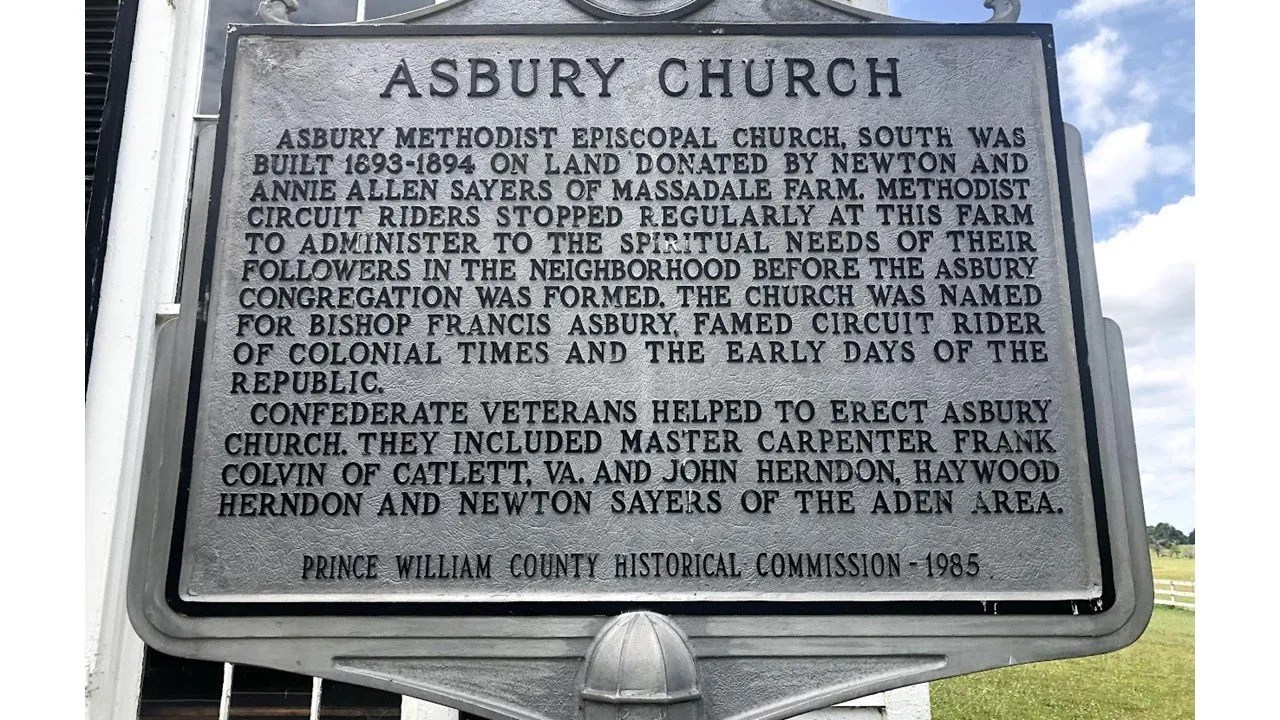 ASBURY CHURCH
ASBURY METHODIST EPISCOPAL CHURCH, SOUTH WAS
BUILT 1893-1894 ON LAND DONATED BY NEWTON AND
ANNIE ALLEN SAYERS OF MASSADALE FARM. METHODIST
CIRCUIT RIDERS STOPPED REGULARLY AT THIS FARM
TO ADMINISTER TO THE SPIRITUAL NEEDS OF THEIR
FOLLOWERS IN THE NEIGHBORHOOD BEFORE THE ASBURY
CONGREGATION WAS FORMED. THE CHURCH WAS NAMED
FOR BISHOP FRANCIS ASBURY, FAMED CIRCUIT RIDER
OF COLONIAL TIMES AND THE EARLY DAYS OF THE
REPUBLIC.
CONFEDERATE VETERANS HELPED TO ERECT ASBURY
CHURCH. THEY INCLUDED MASTER CARPENTER FRANK
COLVIN OF CATLETT, VA. AND JOHN HERNDON, HAYWOOD
HERNDON AND NEWTON SAYERS OF THE ADEN AREA.
PRINCE WILLIAM COUNTY HISTORICAL COMMISSION - 1985